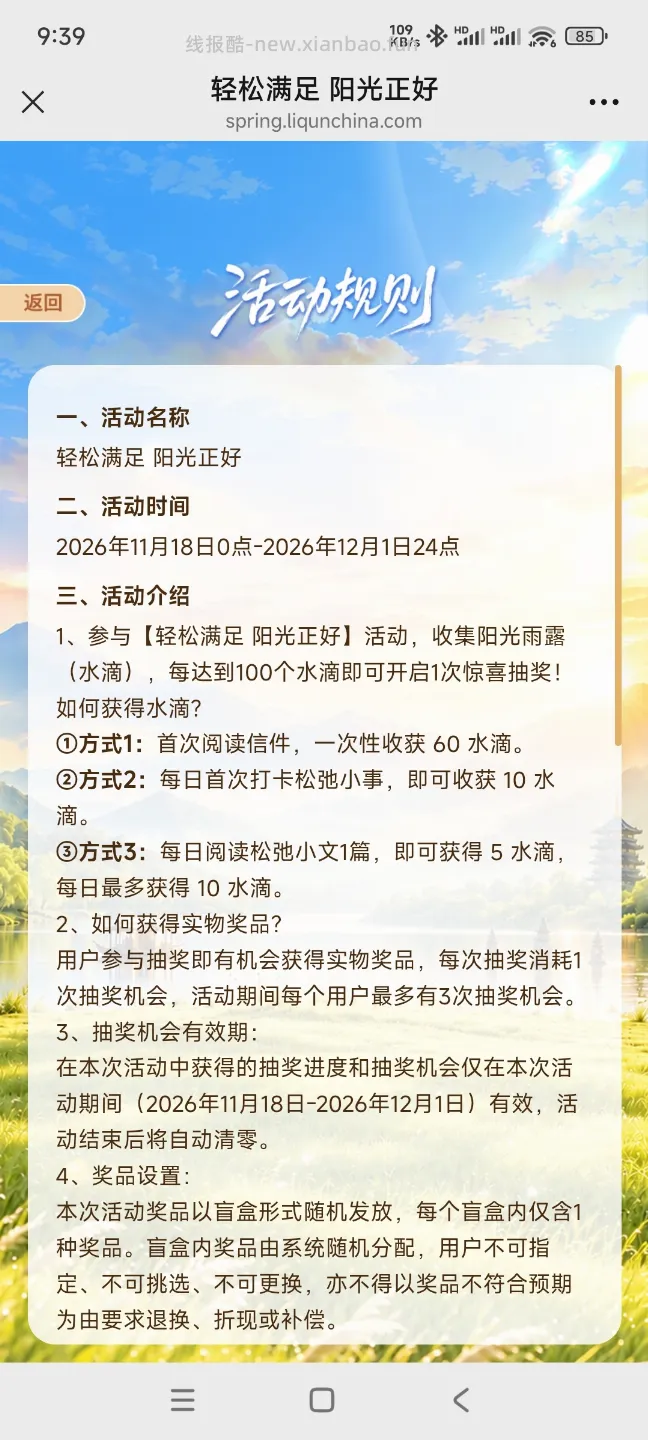 9:39
线报酷-new.xianbao.fun
109 KB/s HD HD 6 85
轻松满足 阳光正好
spring.liqunchina.com
活动规则
返回
一、活动名称
轻松满足 阳光正好
二、活动时间
2026年11月18日0点-2026年12月1日24点
三、活动介绍
1、参与【轻松满足 阳光正好】活动，收集阳光雨露
（水滴），每达到100个水滴即可开启1次惊喜抽奖！
如何获得水滴？
①方式1：首次阅读信件，一次性收获 60 水滴。
②方式2：每日首次打卡松弛小事，即可收获 10 水
滴。
③方式3：每日阅读松弛小文1篇，即可获得 5 水滴，
每日最多获得 10 水滴。
2、如何获得实物奖品？
用户参与抽奖即有机会获得实物奖品，每次抽奖消耗1
次抽奖机会，活动期间每个用户最多有3次抽奖机会。
3、抽奖机会有效期：
在本次活动中获得的抽奖进度和抽奖机会仅在本次活
动期间（2026年11月18日-2026年12月1日）有效，活
动结束后将自动清零。
4、奖品设置：
本次活动奖品以盲盒形式随机发放，每个盲盒内仅含1
种奖品。盲盒内奖品由系统随机分配，用户不可指
定、不可挑选、不可更换，亦不得以奖品不符合预期
为由要求退换、折现或补偿。